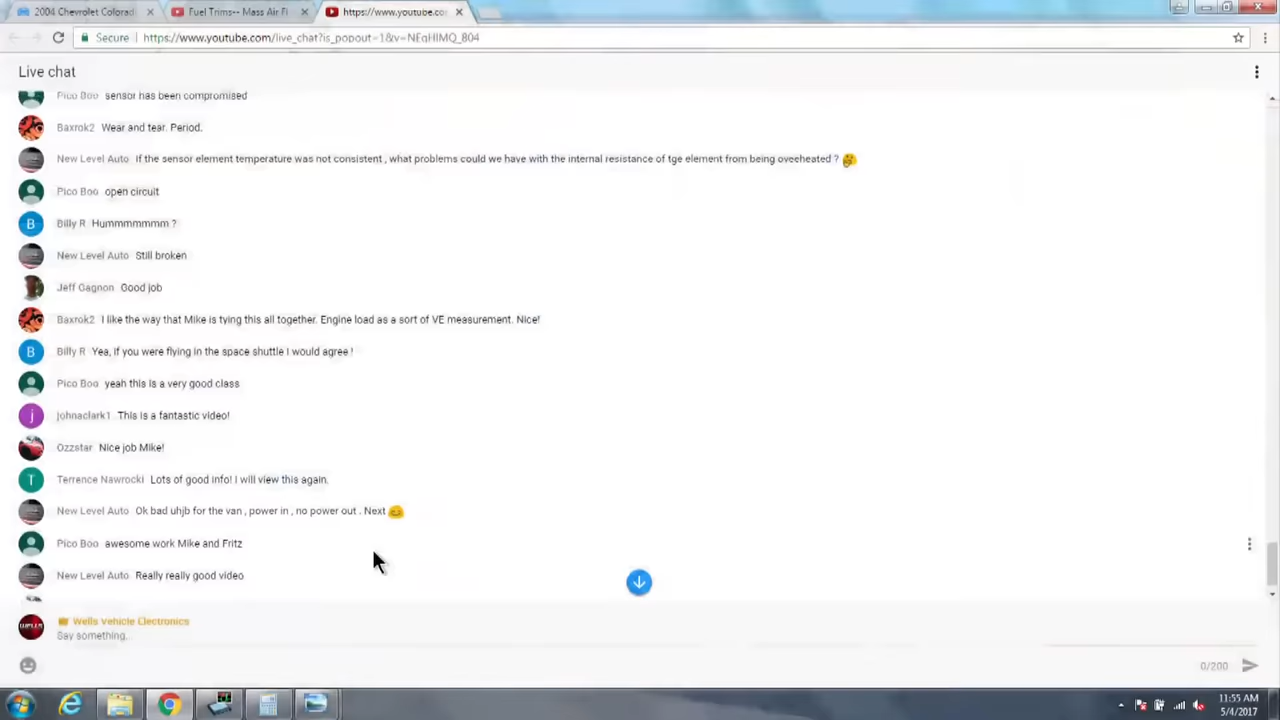 2004 Chevrolet Colorad
Fuel Trims-- Mass Air Fl
https://www.youtube.co
Secure
https://www.youtube.com/live_chat?is_popout=1&v=NEqHIMQ_804
Live chat
Pico Boo sensor has been compromised
Baxrok2 Wear and tear. Period.
New Level Auto If the sensor element temperature was not consistent , what problems could we have with the internal resistance of tge element from being oveeheated ? 🤔
Pico Boo open circuit
B
Billy R Hummmmmmm ?
New Level Auto Still broken
Jeff Gagnon Good job
Baxrok2 I like the way that Mike is tying this all together. Engine load as a sort of VE measurement. Nice!
B
Billy R Yea, if you were flying in the space shuttle I would agree !
Pico Boo yeah this is a very good class
j
johnaclark1 This is a fantastic video!
Ozzstar Nice job Mike!
T
Terrence Nawrocki Lots of good info! I will view this again.
New Level Auto Ok bad uhjb for the van , power in , no power out . Next 😊
Pico Boo awesome work Mike and Fritz
New Level Auto Really really good video
WELLS
Wells Vehicle Electronics
Say something...
0/200
11:55 AM
5/4/2017